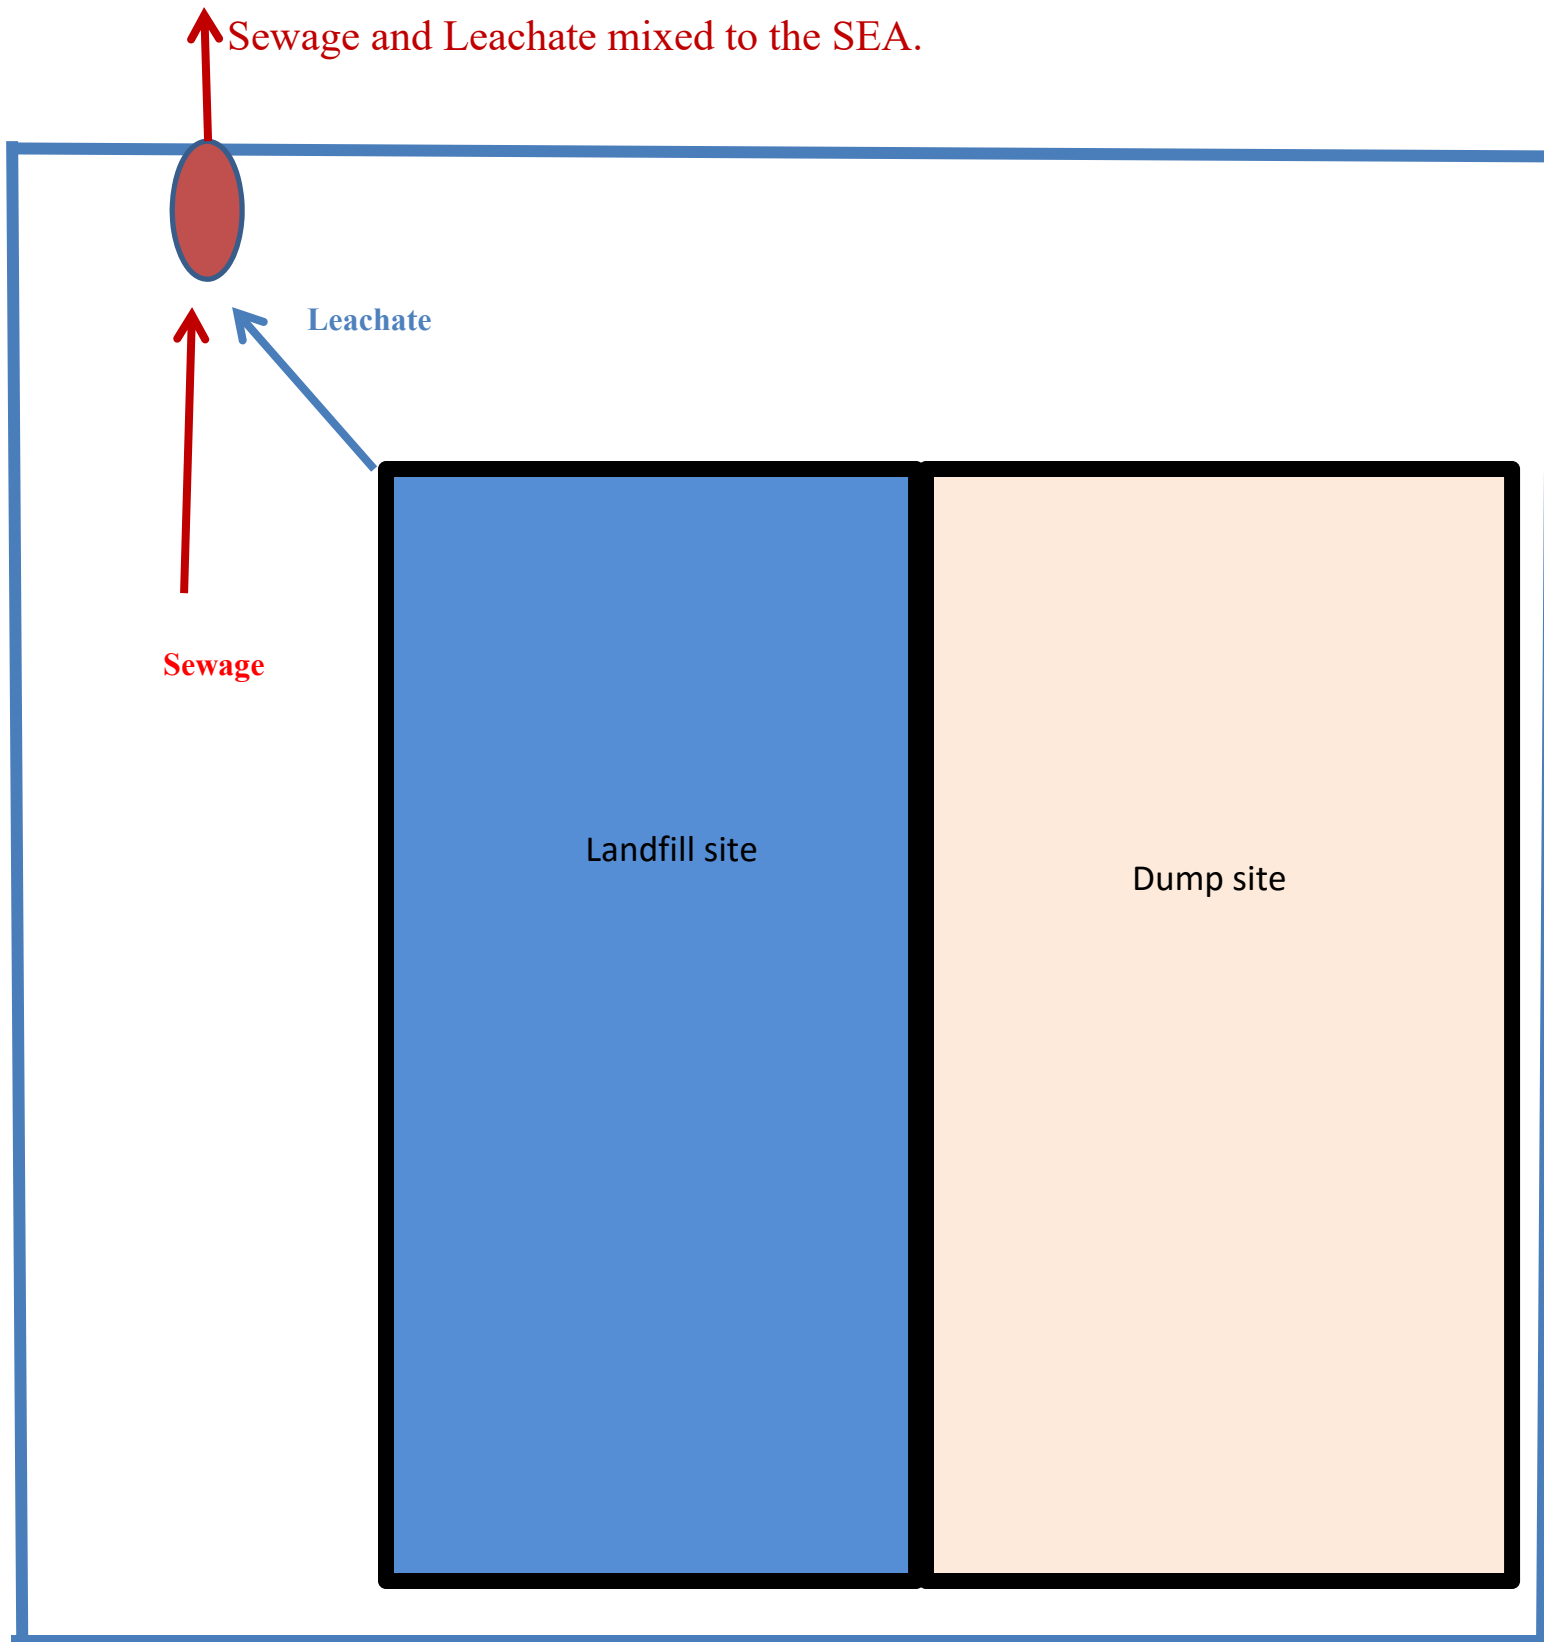 Sewage and Leachate mixed to the SEA.
Leachate
Sewage
Landfill site
Dump site